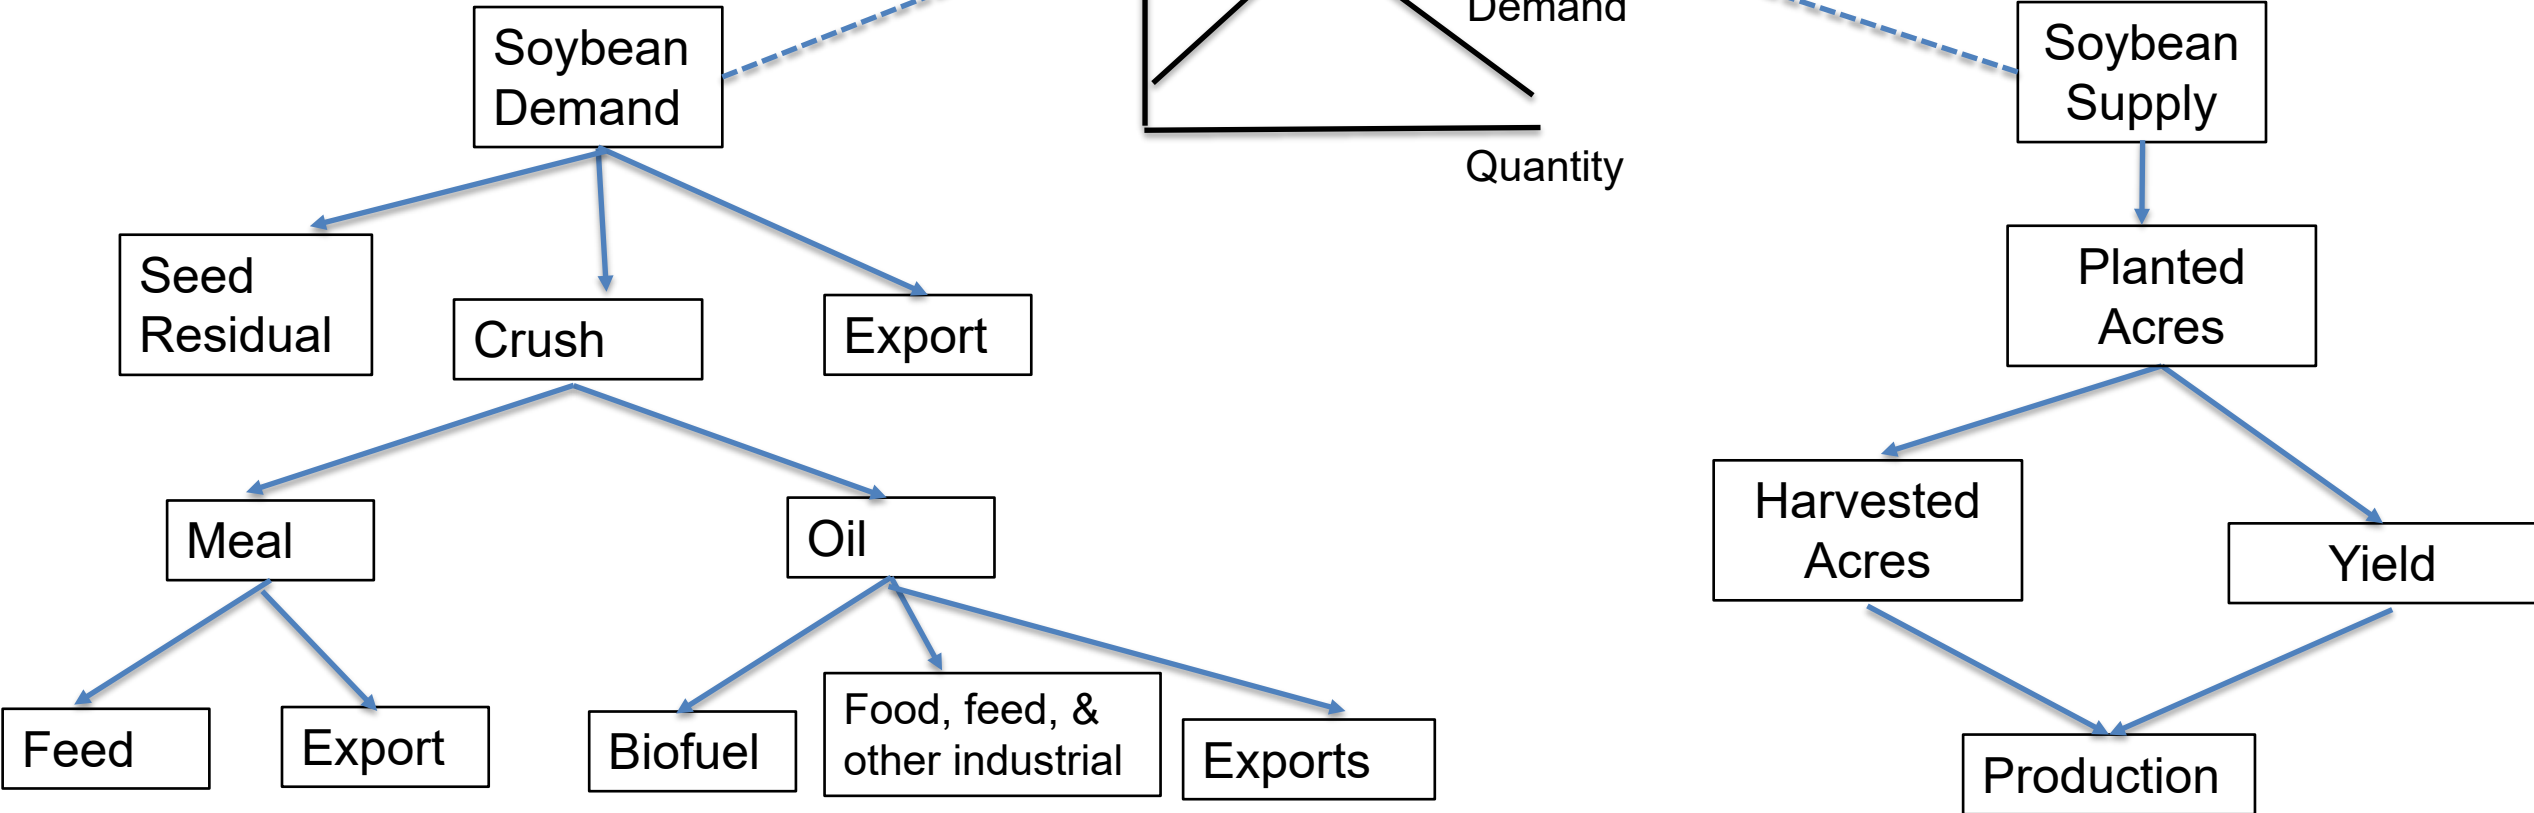 Soybean
Demand
Demand
Quantity
Soybean
Supply
Seed
Residual
Crush
Export
Planted
Acres
Meal
Oil
Harvested
Acres
Yield
Feed
Export
Biofuel
Food, feed, &
other industrial
Exports
Production